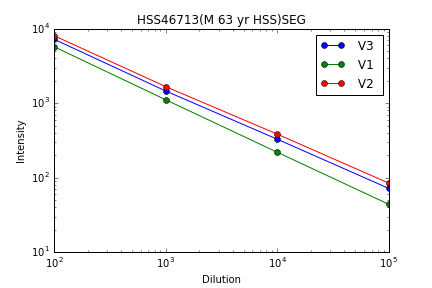 HSS46713(M 63 yr HSS)SEG
10^4
10^3
10^2
10^1
Intensity
V3
V1
V2
10^2 10^3 10^4 10^5
Dilution